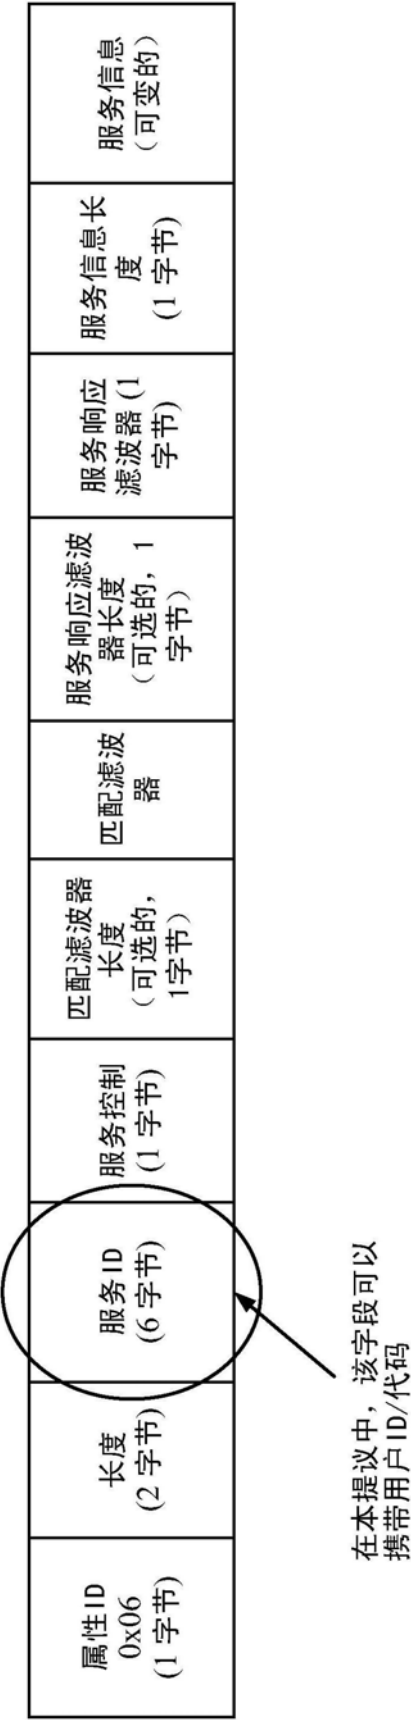 属性ID
0x06
(1 字节)
长度
(2 字节)
服务ID
(6 字节)
服务控制
(1 字节)
匹配滤波器
长度
(可选的，
1字节)
匹配滤波
器
服务响应滤波
器长度
(可选的，1
字节)
服务响应
滤波器 (1
字节)
服务信息长
度
(1 字节)
服务信息
(可变的)
在本提议中，该字段可以
携带用户ID/代码